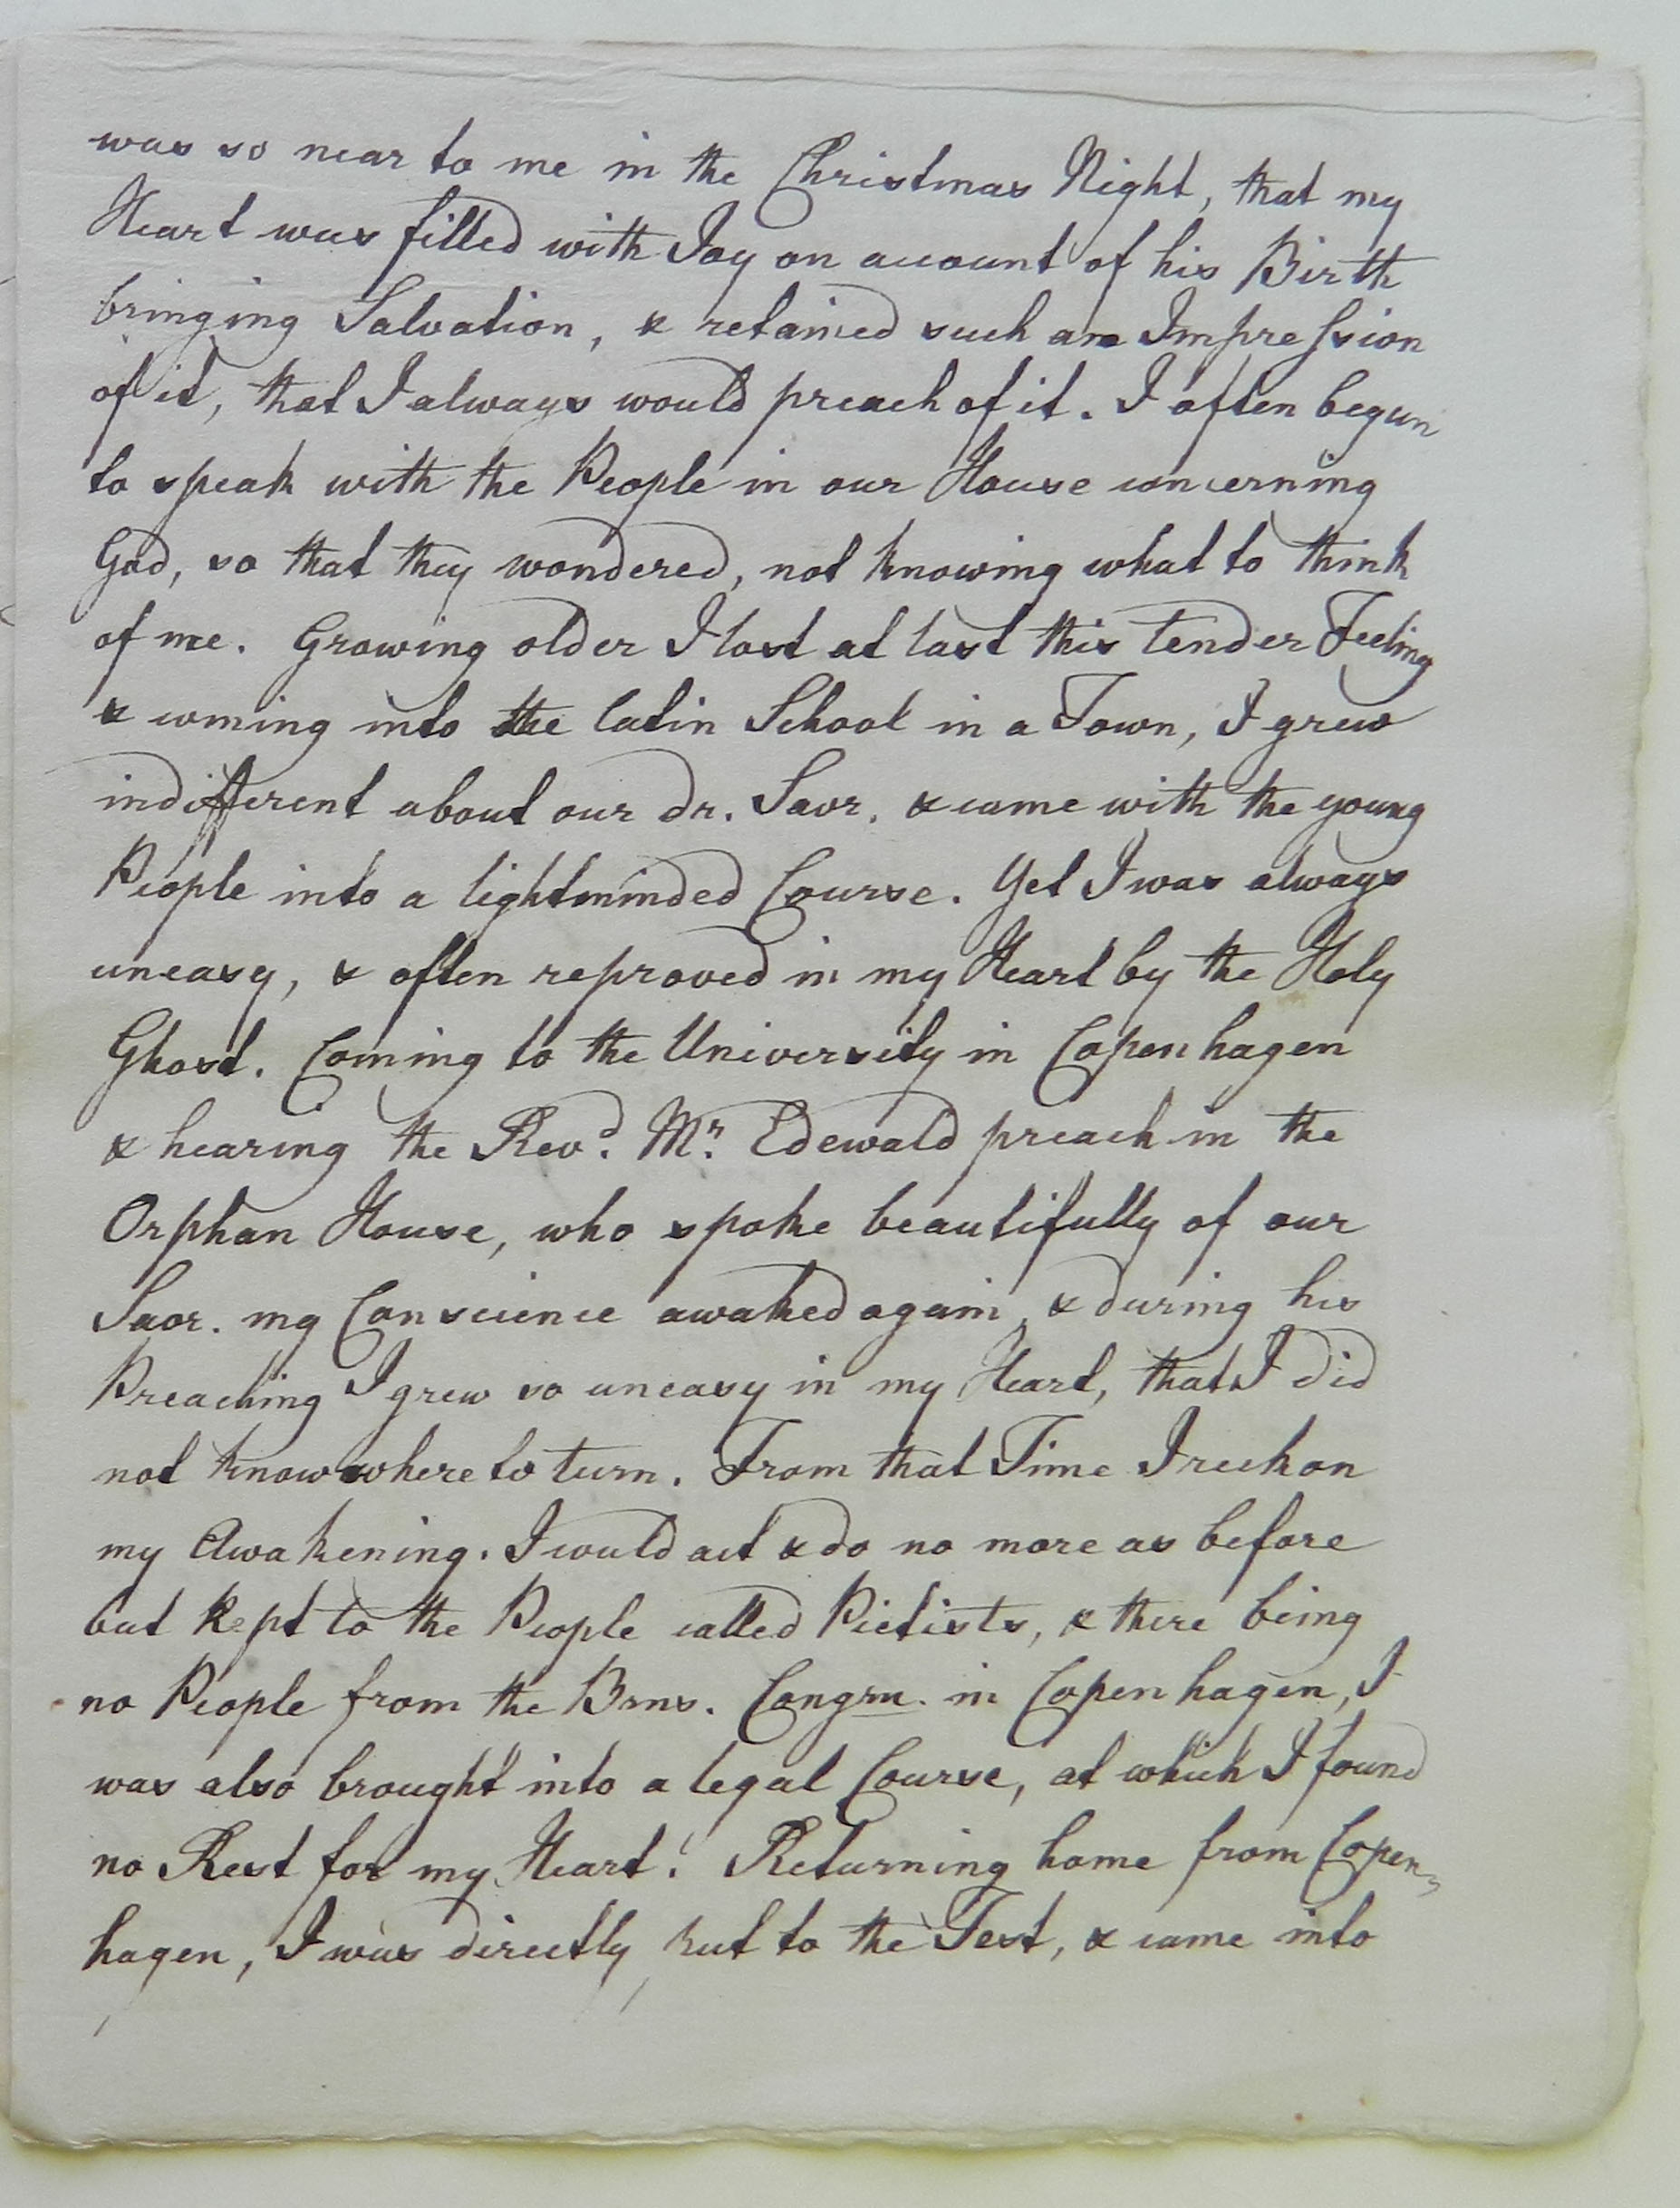 was so near to me in the Christmas Night, that my
Heart was filled with Joy on account of his Birth
bringing Salvation, & retained such an Impression
of it, that I always would preach of it. I often begun
to speak with the People in our House concerning
God, so that they wondered, not knowing what to think
of me. Growing older I lost at last this tender Feeling
& coming into the Latin School in a Town, I grew
indifferent about our dr. Savr. & came with the young
People into a lightminded Course. Yet I was always
uneasy, & often reproved in my Heart by the Holy
Ghost. Coming to the University in Copenhagen
& hearing the Revd. Mr. Edewald preach in the
Orphan House, who spoke beautifully of our
Savr. my Conscience awaked again, & during his
Preaching I grew so uneasy in my Heart, that I did
not know where to turn. From that Time I reckon
my Awakening. I would act & do no more as before
but kept to the People called Pietists, & there being
no People from the Brns. Congrn. in Copenhagen, I
was also brought into a legal Course, at which I found
no Rest for my Heart! Returning home from Copen=
hagen, I was directly put to the Test, & came into